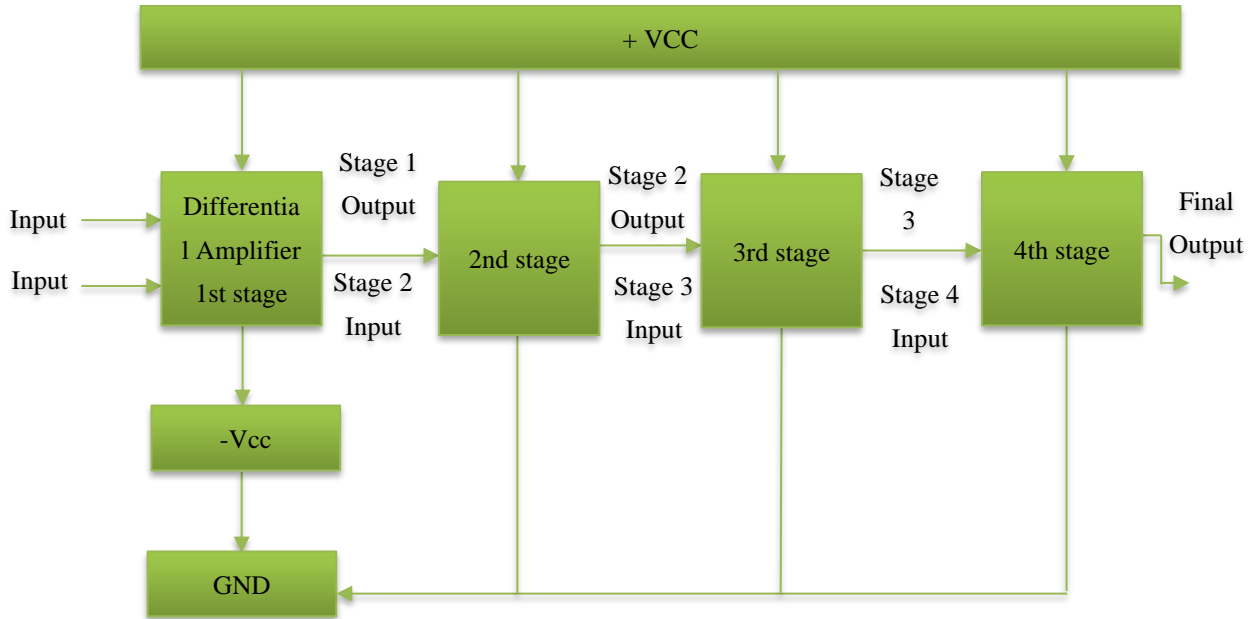 + VCC
Input
Input
Differentia
l Amplifier
1st stage
Stage 1
Output
Stage 2
Input
2nd stage
Stage 2
Output
Stage 3
Input
3rd stage
Stage
3
Stage 4
Input
4th stage
Final
Output
-Vcc
GND